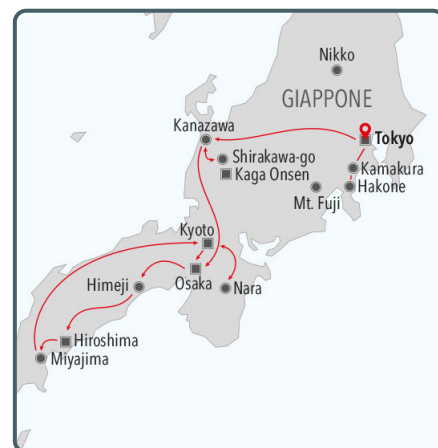 Nikko
GIAPPONE
Kanazawa
Tokyo
Shirakawa-go
Kamakura
Kaga Onsen
Hakone
Mt. Fuji
Kyoto
Himeji
Osaka
Nara
Hiroshima
Miyajima